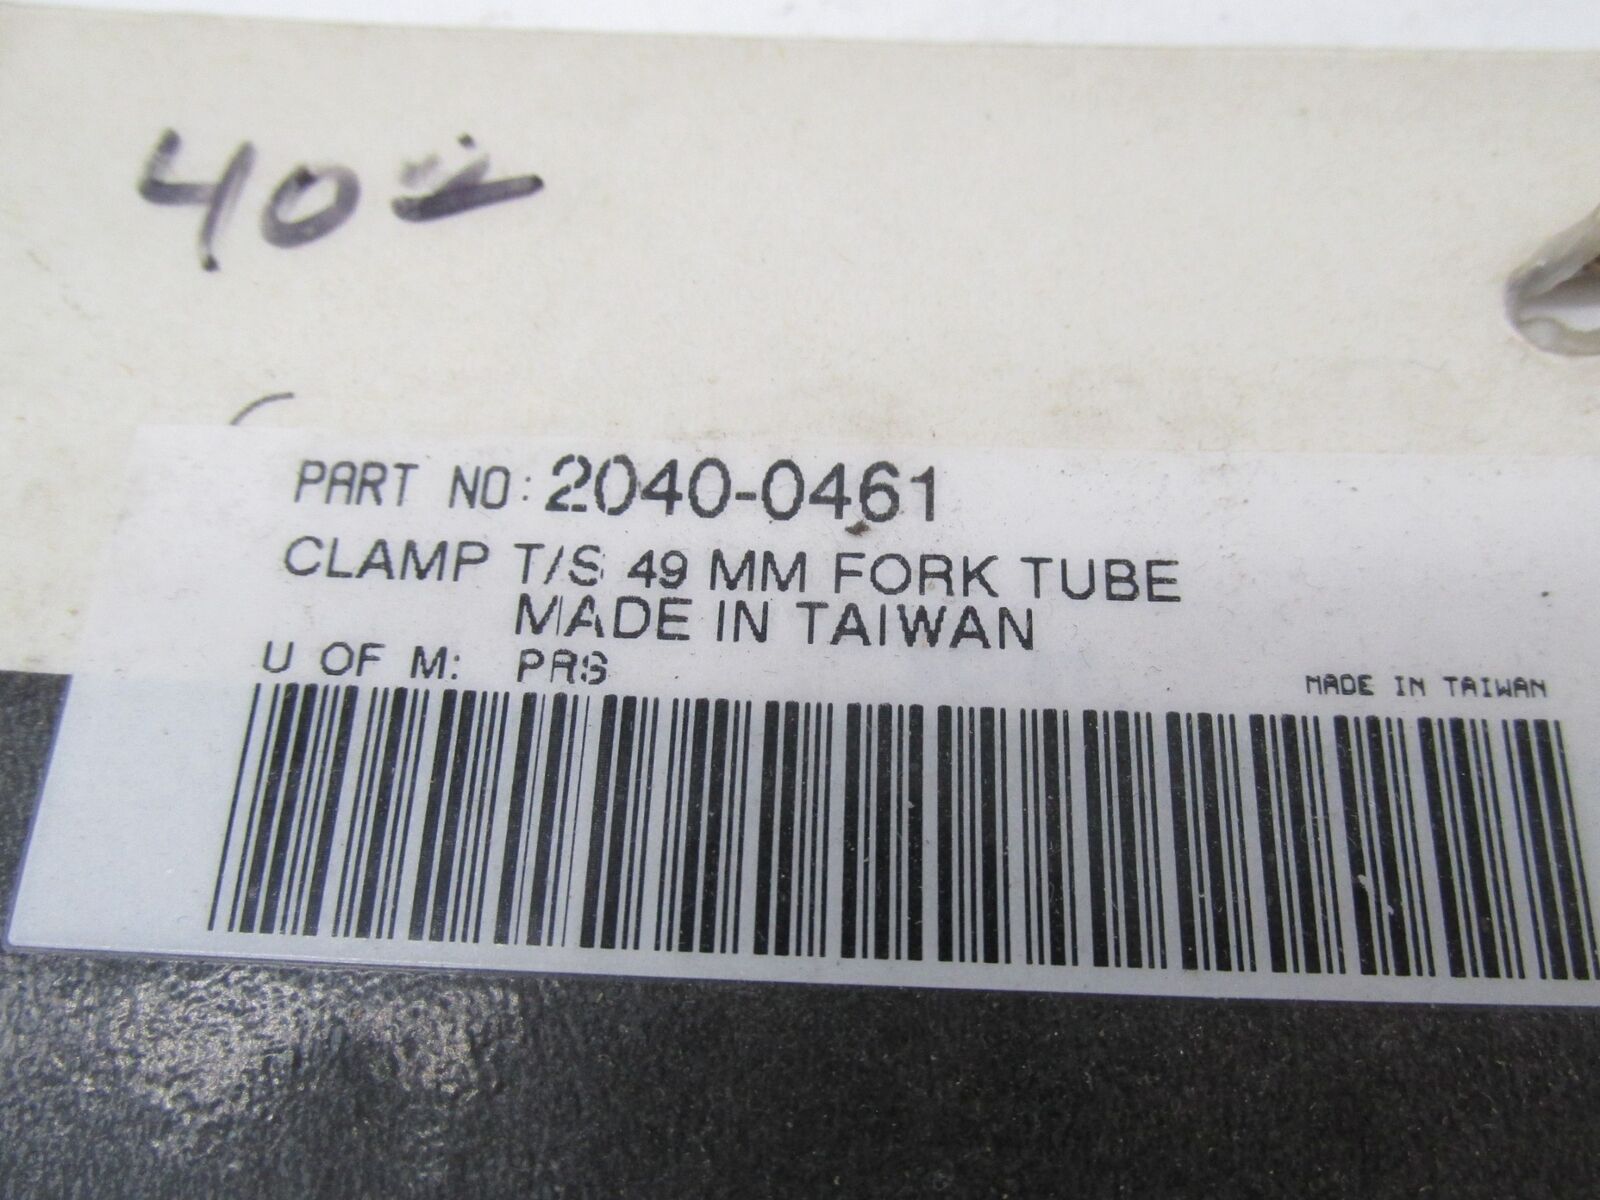 40
PART NO: 2040-0461
CLAMP T/S 49 MM FORK TUBE
MADE IN TAIWAN
U OF M: PRS
MADE IN TAIWAN